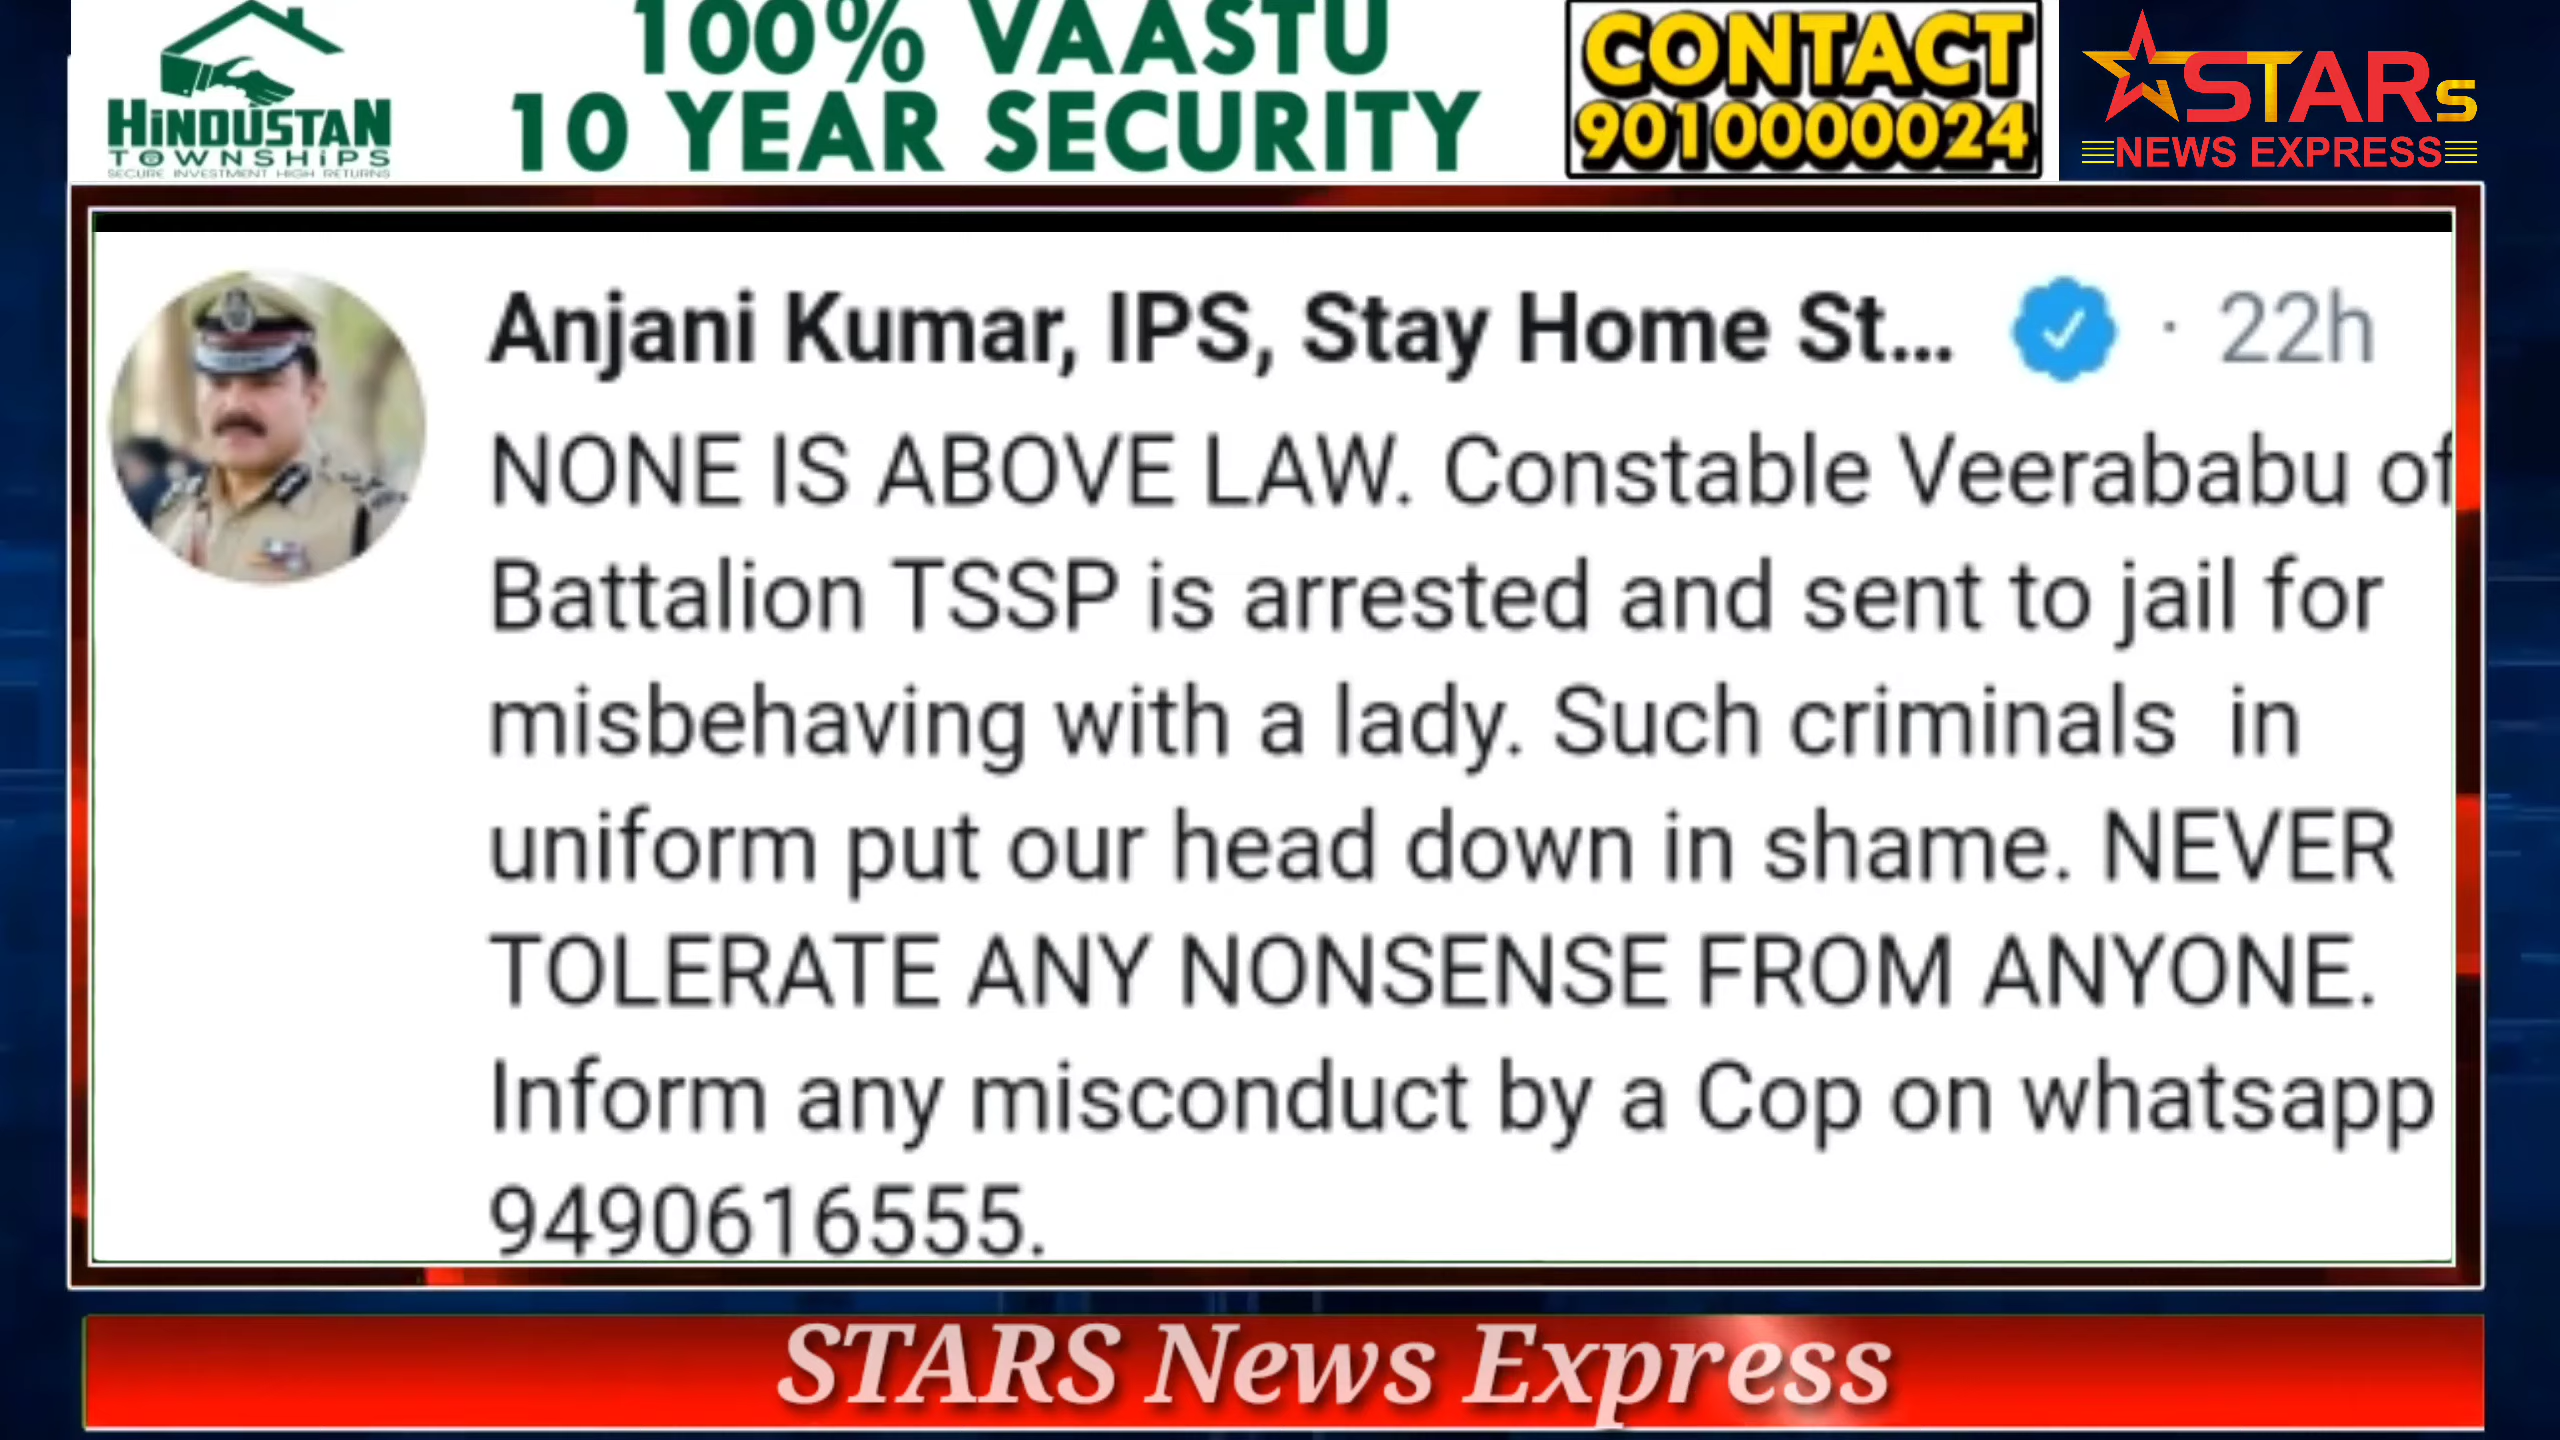 100% VAASTU
10 YEAR SECURITY
HiNDUSTAN
TOWNSHiPS
SECURE INVESTMENT HIGH RETURNS
CONTACT
9010000024
STARs
NEWS EXPRESS
Anjani Kumar, IPS, Stay Home St... · 22h
NONE IS ABOVE LAW. Constable Veerababu of
Battalion TSSP is arrested and sent to jail for
misbehaving with a lady. Such criminals in
uniform put our head down in shame. NEVER
TOLERATE ANY NONSENSE FROM ANYONE.
Inform any misconduct by a Cop on whatsapp
9490616555.
STARS News Express